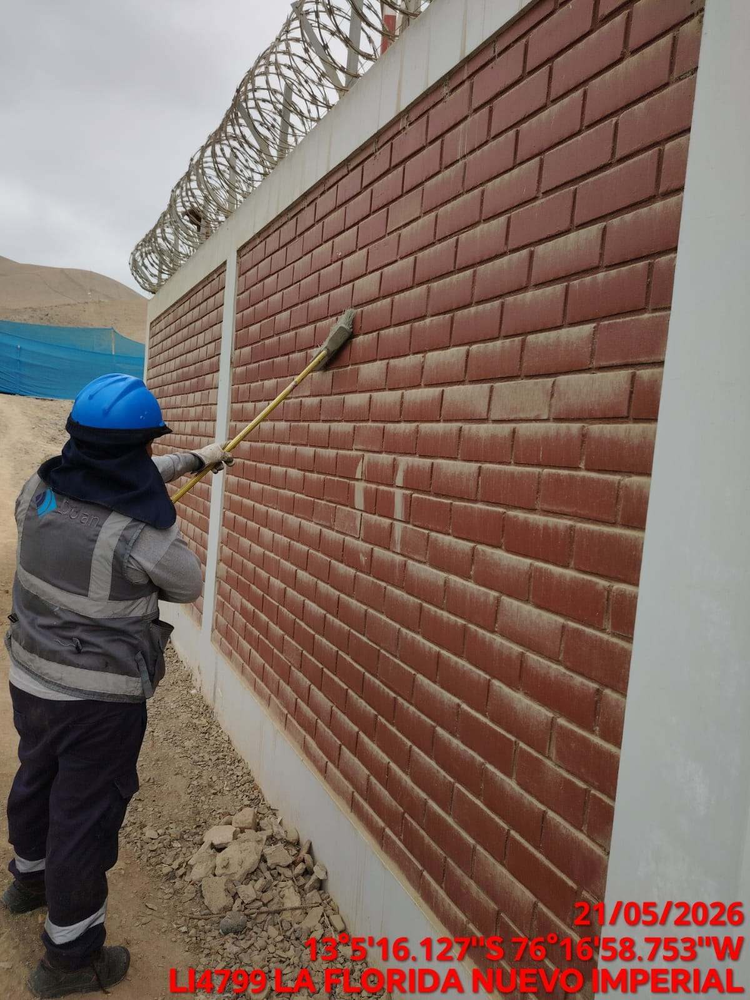 21/05/2026
13°5'16.127"S 76°16'58.753"W
LI4799 LA FLORIDA NUEVO IMPERIAL